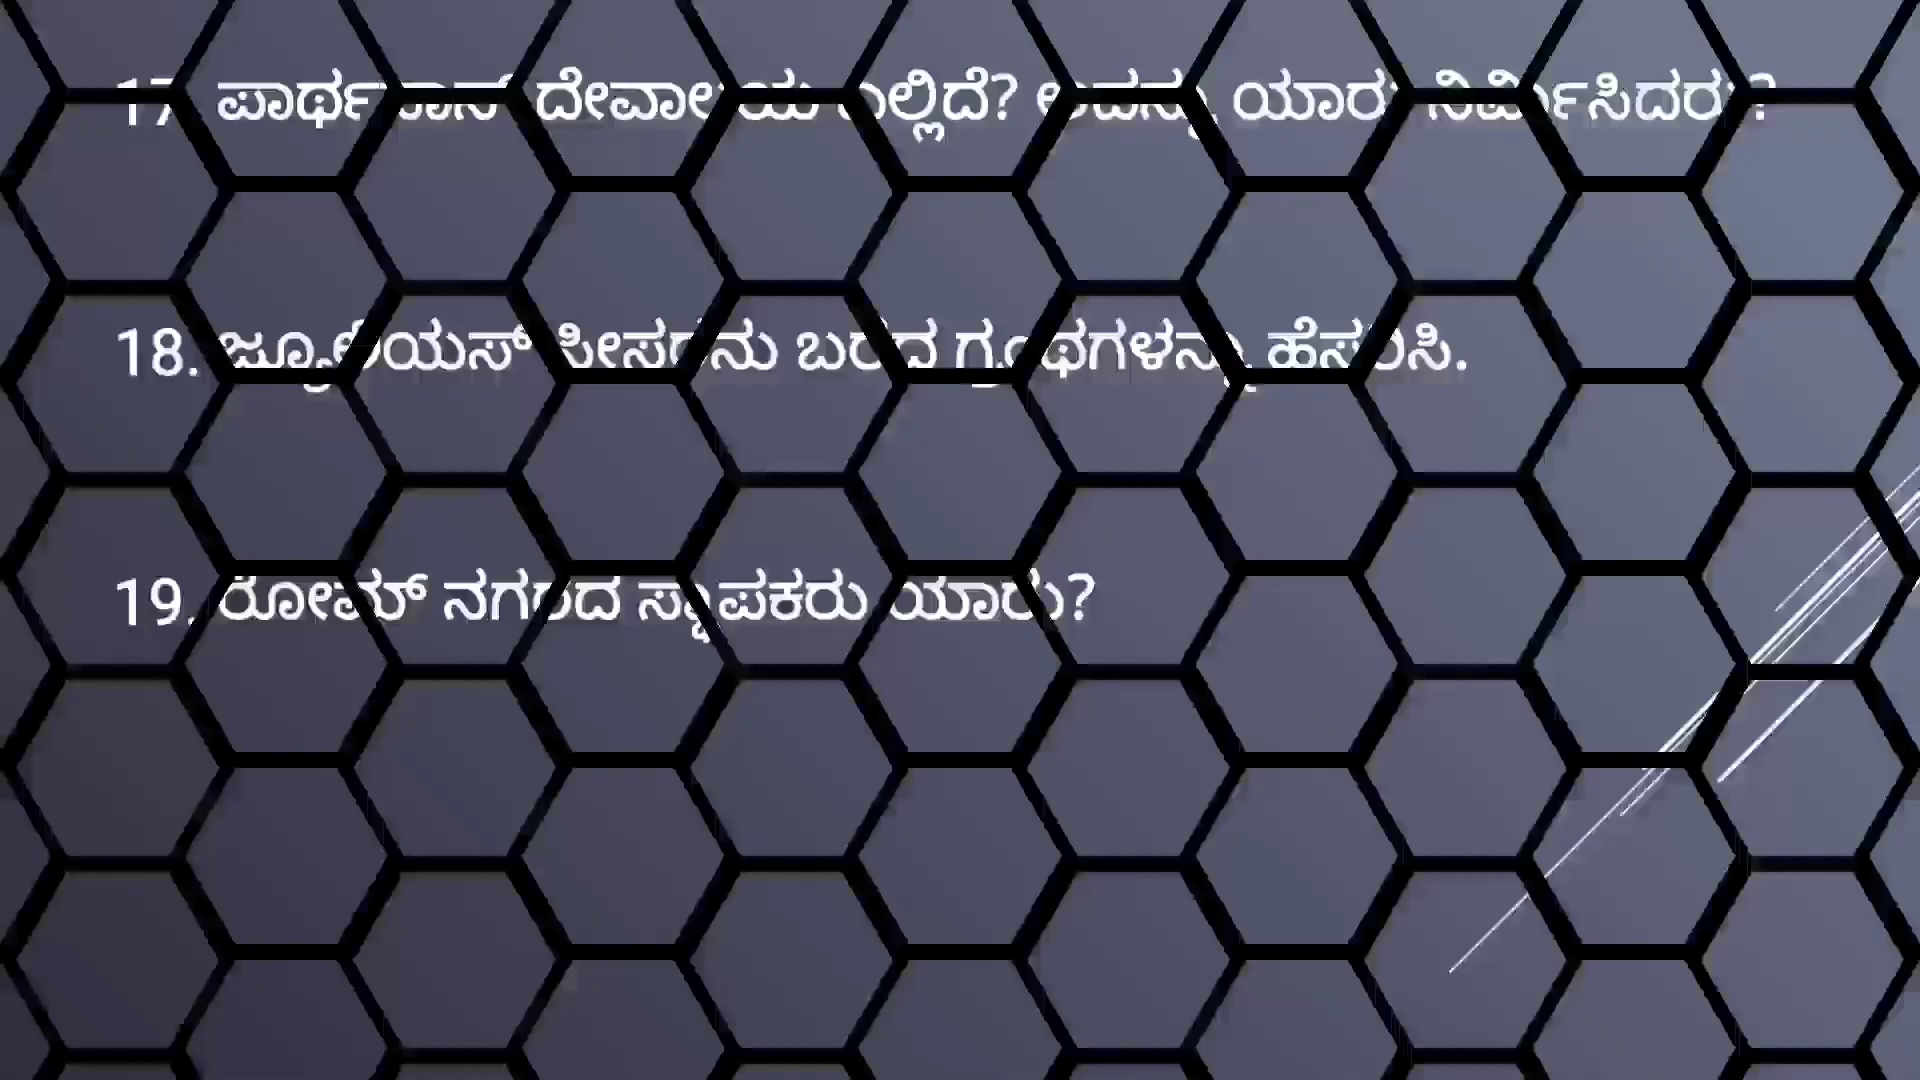 17. ಪಾರ್ಥೆನಾನ್ ದೇವಾಲಯ ಎಲ್ಲಿದೆ? ಅದನ್ನು ಯಾರು ನಿರ್ಮಿಸಿದರು?
18. ಜ್ಯೂಲಿಯಸ್ ಸೀಸರನು ಬರೆದ ಗ್ರಂಥಗಳನ್ನು ಹೆಸರಿಸಿ.
19. ರೋಮ್ ನಗರದ ಸ್ಥಾಪಕರು ಯಾರು?